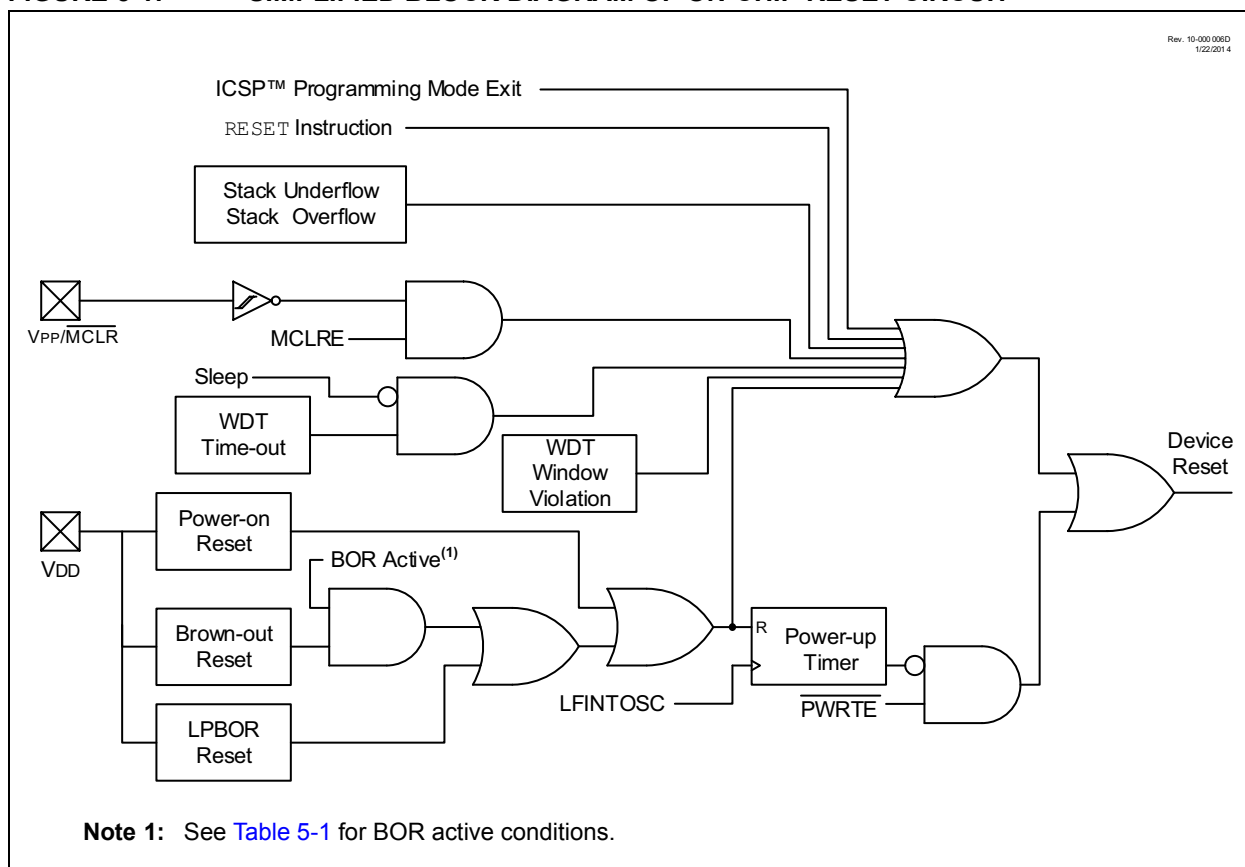 Rev. 10-000 006D
1/22/201 4
ICSP™ Programming Mode Exit
RESET Instruction
Stack Underflow
Stack Overflow
VPP/MCLR
MCLRE
Sleep
WDT
Time-out
WDT
Window
Violation
Device
Reset
VDD
Power-on
Reset
BOR Active(1)
Brown-out
Reset
R
Power-up
Timer
LFINTOSC
PWRTE
LPBOR
Reset
Note 1: See Table 5-1 for BOR active conditions.